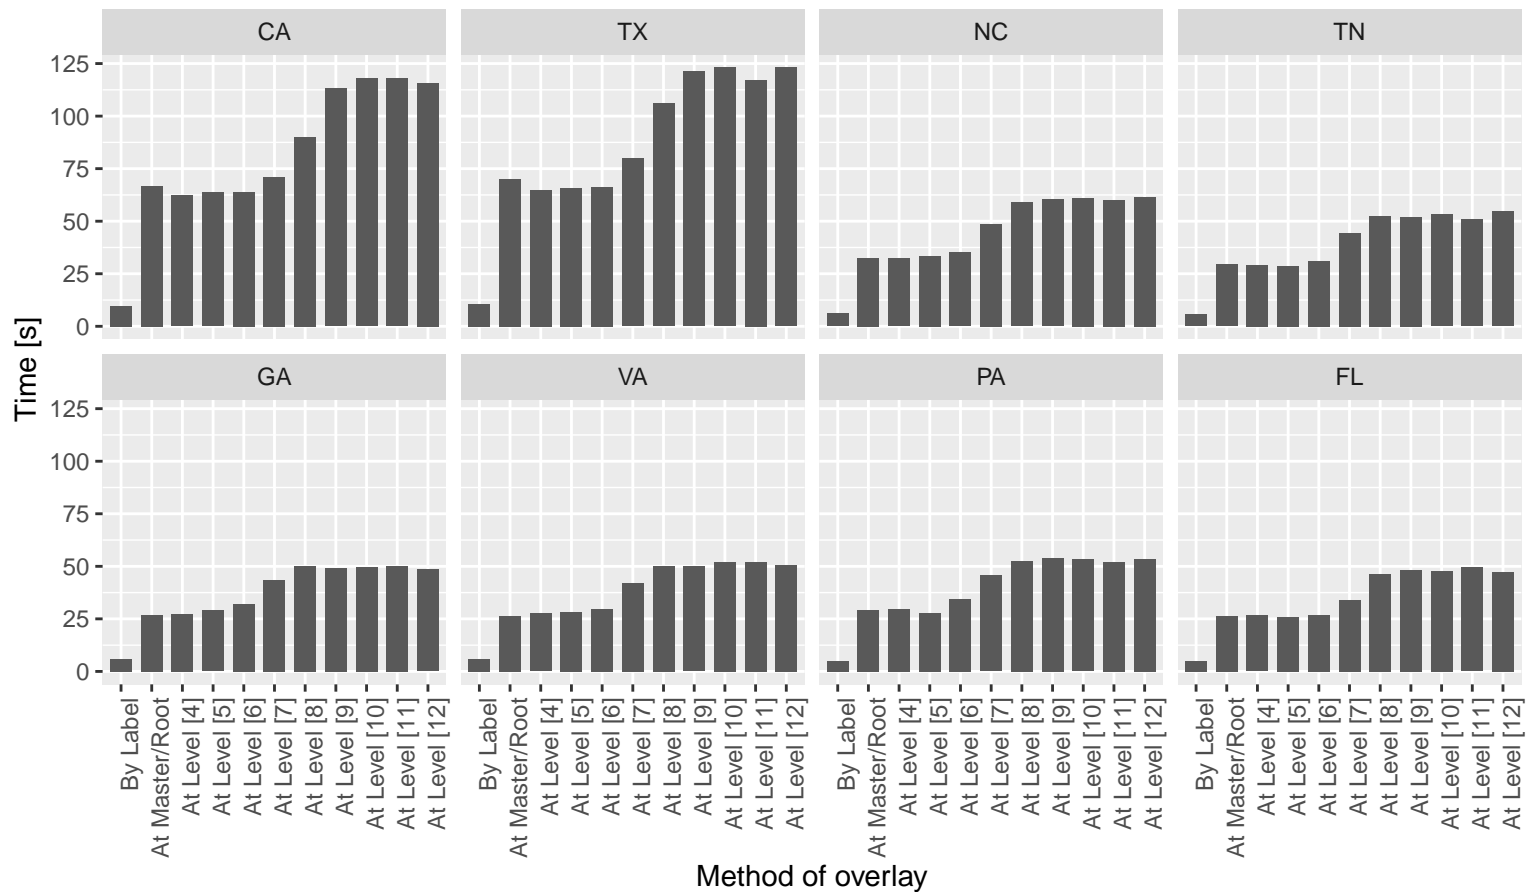 CA
TX
NC
TN
125
100
75
50
25
0
Time [s]
GA
VA
PA
FL
125
100
75
50
25
0
By Label
At Master/Root
At Level [4]
At Level [5]
At Level [6]
At Level [7]
At Level [8]
At Level [9]
At Level [10]
At Level [11]
At Level [12]
By Label
At Master/Root
At Level [4]
At Level [5]
At Level [6]
At Level [7]
At Level [8]
At Level [9]
At Level [10]
At Level [11]
At Level [12]
By Label
At Master/Root
At Level [4]
At Level [5]
At Level [6]
At Level [7]
At Level [8]
At Level [9]
At Level [10]
At Level [11]
At Level [12]
By Label
At Master/Root
At Level [4]
At Level [5]
At Level [6]
At Level [7]
At Level [8]
At Level [9]
At Level [10]
At Level [11]
At Level [12]
Method of overlay